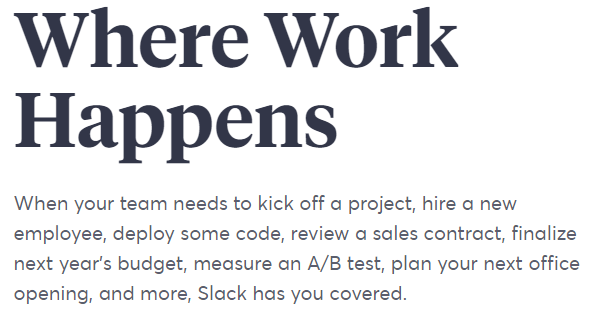 Where Work
Happens
When your team needs to kick off a project, hire a new
employee, deploy some code, review a sales contract, finalize
next year's budget, measure an A/B test, plan your next office
opening, and more, Slack has you covered.